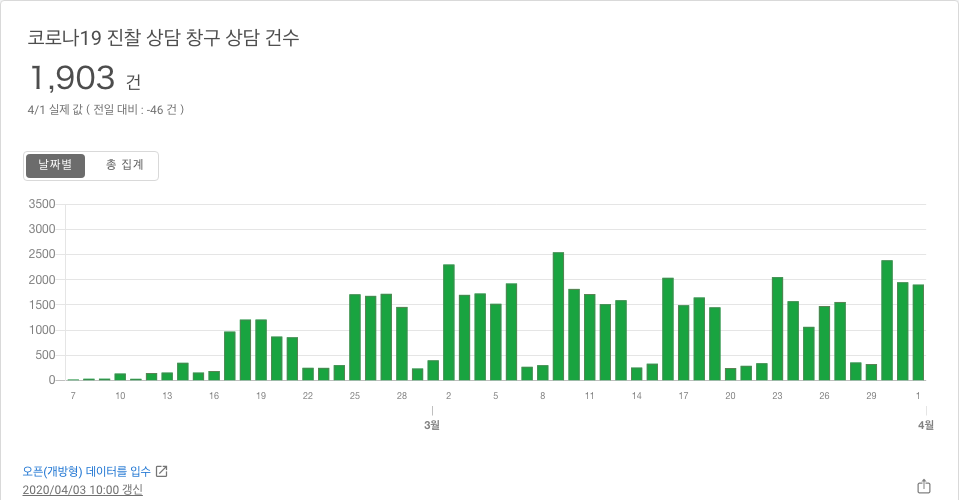 코로나19 진찰 상담 창구 상담 건수
1,903 건
4/1 실제 값 ( 전일 대비 : -46 건 )
날짜별 총 집계
3500
3000
2500
2000
1500
1000
500
0
7 10 13 16 19 22 25 28 2 5 8 11 14 17 20 23 26 29 1
3월 4월
오픈(개방형) 데이터를 입수
2020/04/03 10:00 갱신